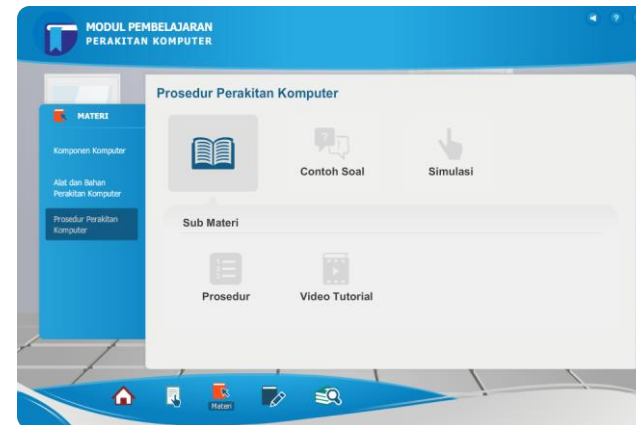 MODUL PEMBELAJARAN
PERAKITAN KOMPUTER
?
MATERI
Komponen Komputer
Alat dan Bahan
Perakitan Komputer
Prosedur Perakitan
Komputer
Prosedur Perakitan Komputer
?
Contoh Soal
Simulasi
Sub Materi
Prosedur
Video Tutorial
Materi